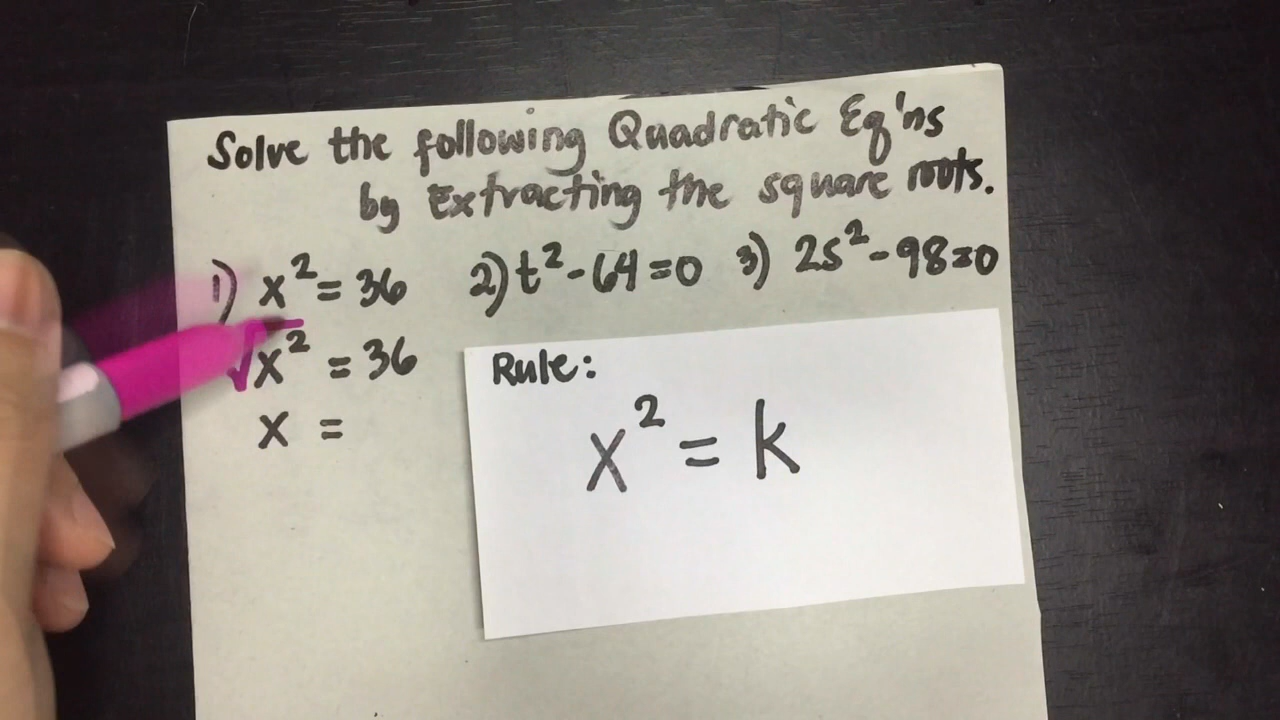 Solve the following Quadratic Eq'ns
by Extracting the square roots.
1) x² = 36 2) t² - 64 = 0 3) 2s² - 98 = 0
√x² = 36
x =
Rule:
x² = k